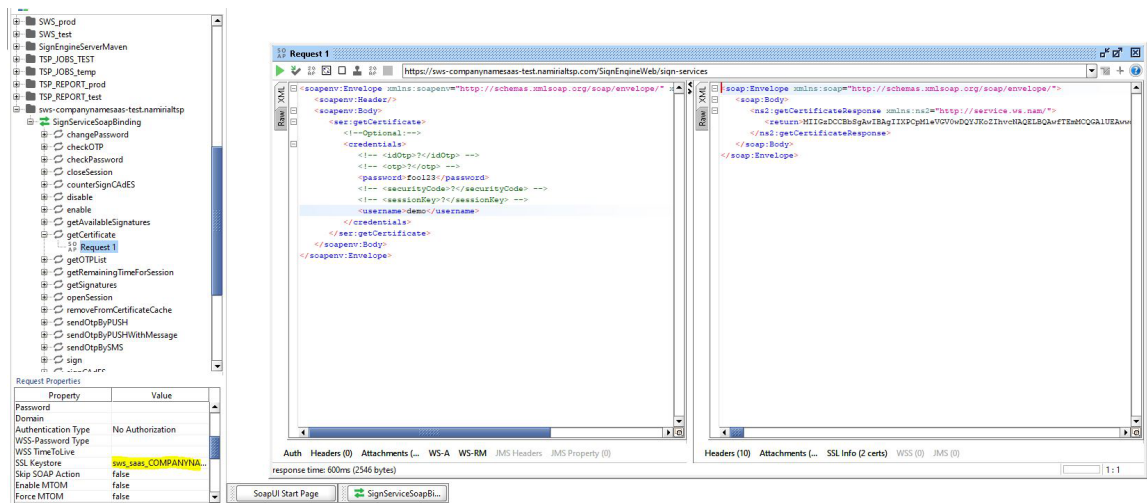 SWS_prod
SWS_test
SignEngineServerMaven
TSP_JOBS_TEST
TSP_JOBS_temp
TSP_REPORT_prod
TSP_REPORT_test
sws-companynamesaas-test.namirialtsp
SignServiceSoapBinding
changePassword
checkOTP
checkPassword
closeSession
counterSignCAdES
disable
enable
getAvailableSignatures
getCertificate
Request 1
getOTPList
getRemainingTimeForSession
getSignatures
openSession
removeFromCertificateCache
sendOtpByPUSH
sendOtpByPUSHWithMessage
sendOtpBySMS
sign
Request Properties
Property Value
Password
Domain
Authentication Type No Authorization
WSS-Password Type
WSS TimeToLive
SSL Keystore sws_saas_COMPANYNA...
Skip SOAP Action false
Enable MTOM false
Force MTOM false
Request 1
https://sws-companynamesaas-test.namirialtsp.com/SignEngineWeb/sign-services
XML
Raw
<soapenv:Envelope xmlns:soapenv="http://schemas.xmlsoap.org/soap/envelope/" x
<soapenv:Header/>
<soapenv:Body>
<ser:getCertificate>
<!--Optional:-->
<credentials>
<!-- <idOtp>?</idOtp> -->
<!-- <otp>?</otp> -->
<password>foo123</password>
<!-- <securityCode>?</securityCode> -->
<!-- <sessionKey>?</sessionKey> -->
<username>demo</username>
</credentials>
</ser:getCertificate>
</soapenv:Body>
</soapenv:Envelope>
Auth Headers (0) Attachments (... WS-A WS-RM JMS Headers JMS Property (0)
XML
Raw
<soap:Envelope xmlns:soap="http://schemas.xmlsoap.org/soap/envelope/">
<soap:Body>
<ns2:getCertificateResponse xmlns:ns2="http://service.ws.nam/">
</ns2:getCertificateResponse>
</soap:Body>
</soap:Envelope>
Headers (10) Attachments (... SSL Info (2 certs) WSS (0) JMS (0)
response time: 600ms (2546 bytes)
1 : 1
SoapUI Start Page
SignServiceSoapBi...